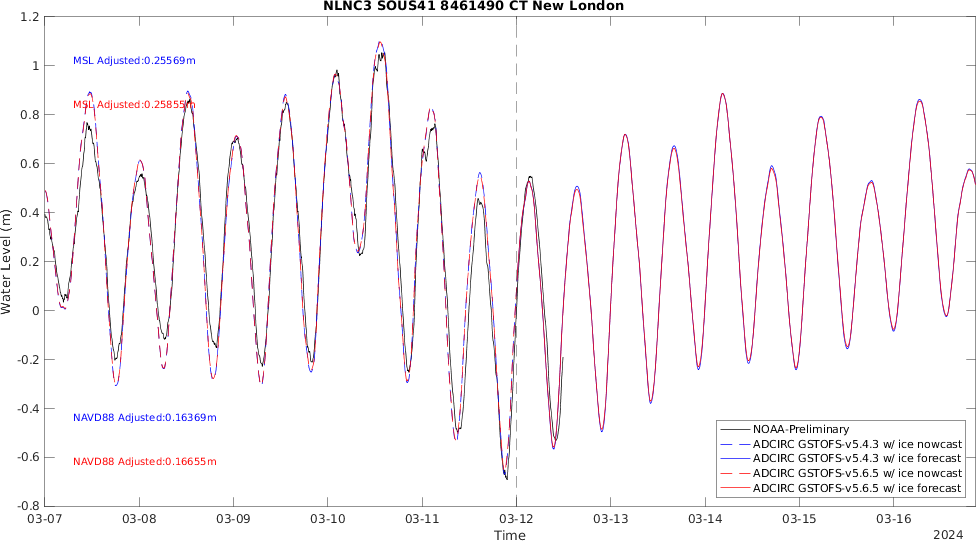 NLNC3 SOUS41 8461490 CT New London
1.2
1
0.8
0.6
0.4
0.2
0
-0.2
-0.4
-0.6
-0.8
Water Level (m)
MSL Adjusted:0.25569m
MSL Adjusted:0.25855m
NAVD88 Adjusted:0.16369m
NAVD88 Adjusted:0.16655m
NOAA-Preliminary
ADCIRC GSTOFS-v5.4.3 w/ ice nowcast
ADCIRC GSTOFS-v5.4.3 w/ ice forecast
ADCIRC GSTOFS-v5.6.5 w/ ice nowcast
ADCIRC GSTOFS-v5.6.5 w/ ice forecast
03-07 03-08 03-09 03-10 03-11 03-12 03-13 03-14 03-15 03-16
Time
2024